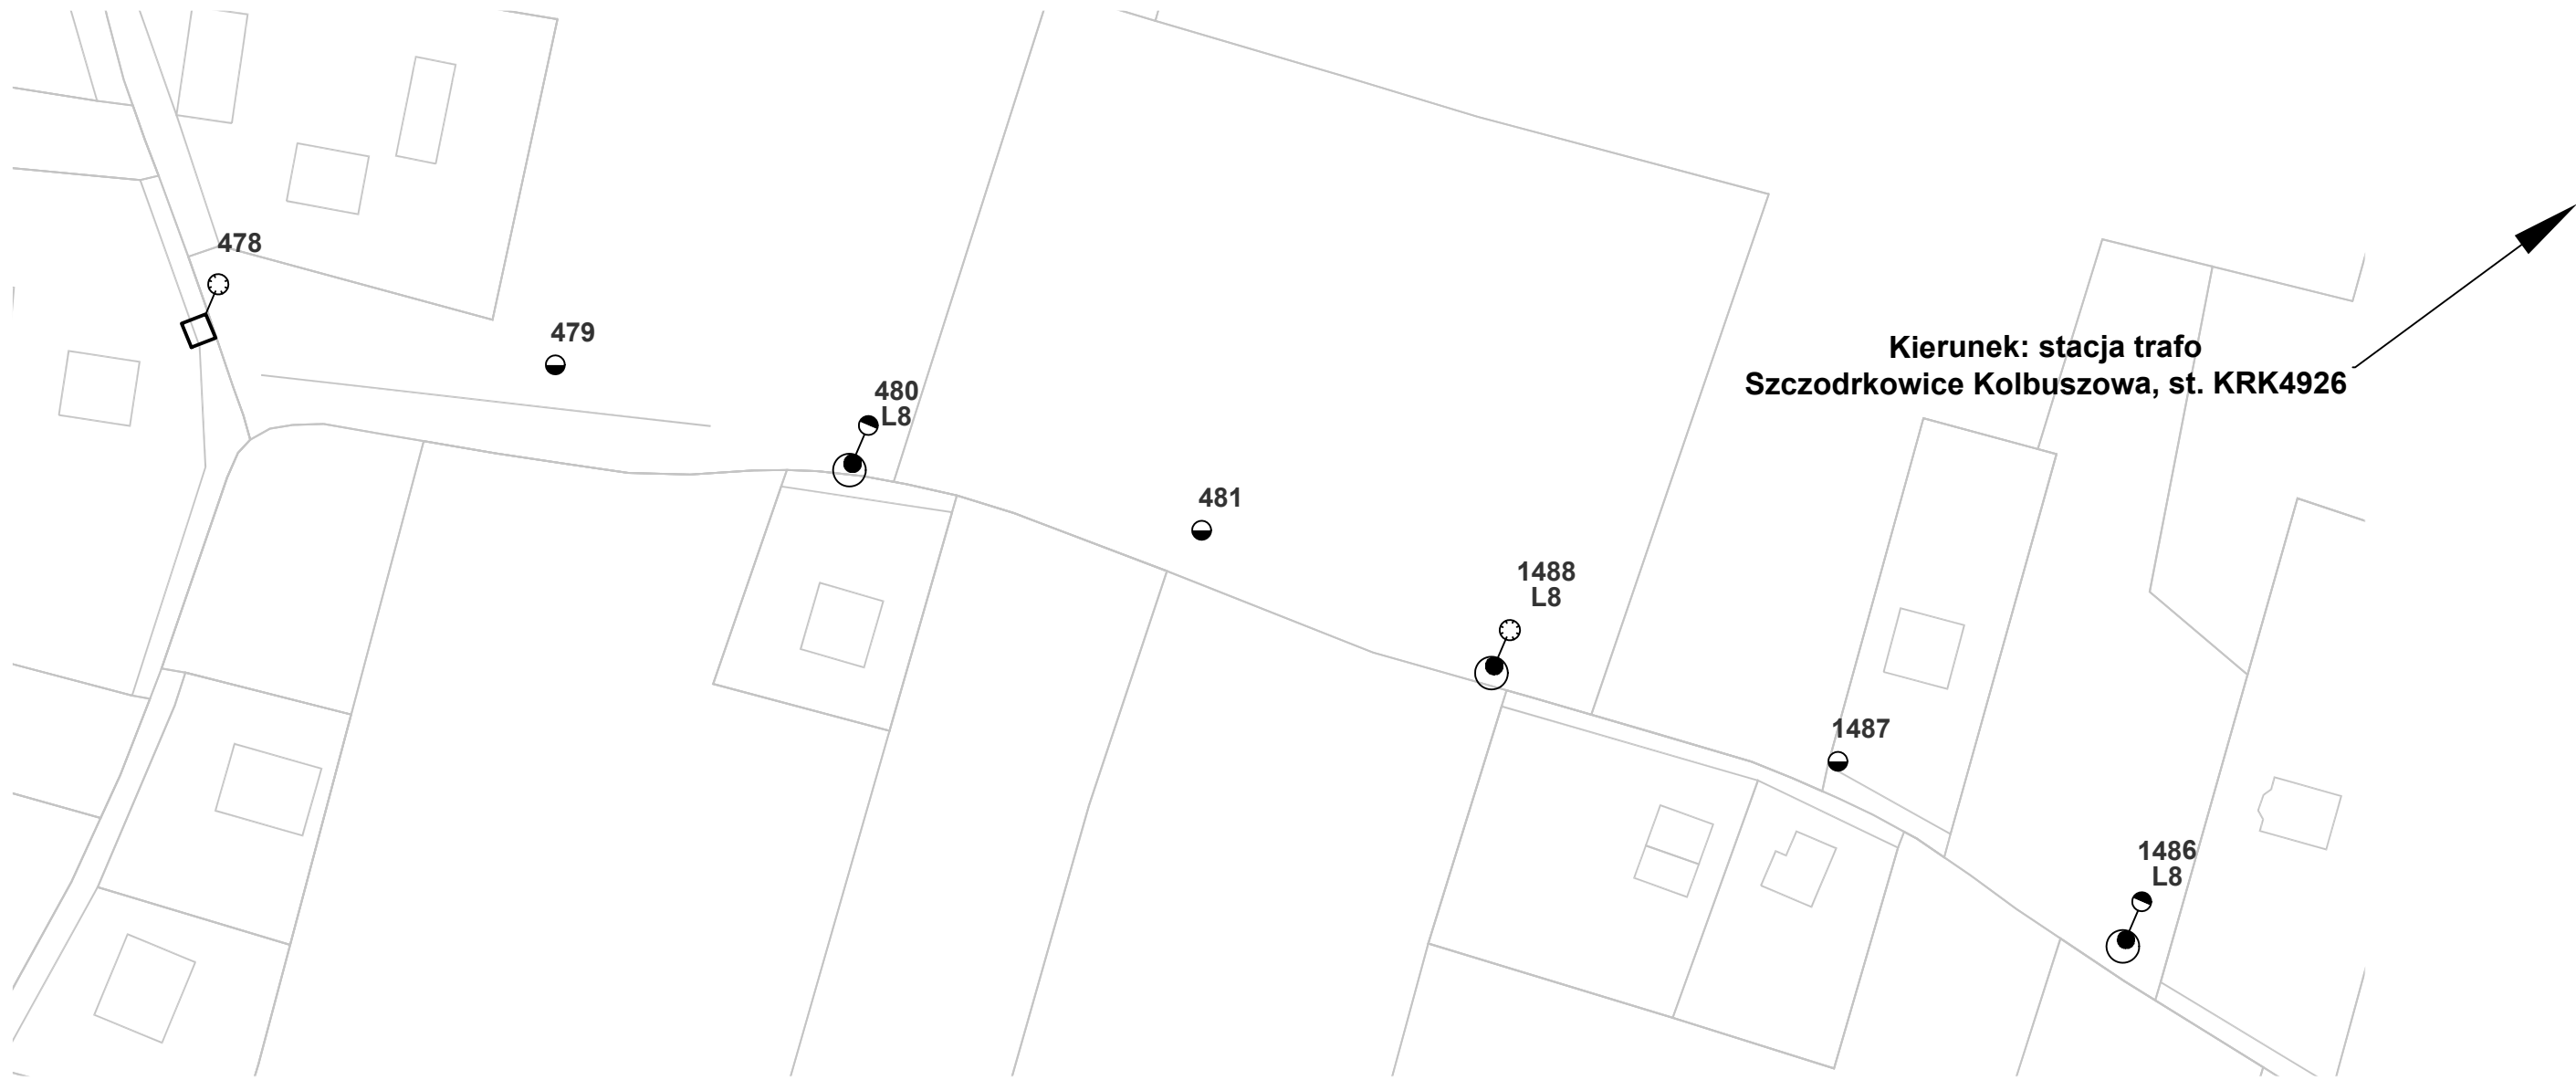 478
479
480
L8
481
1488
L8
Kierunek: stacja trafo
Szczodrkowice Kolbuszowa, st. KRK4926
1487
1486
L8